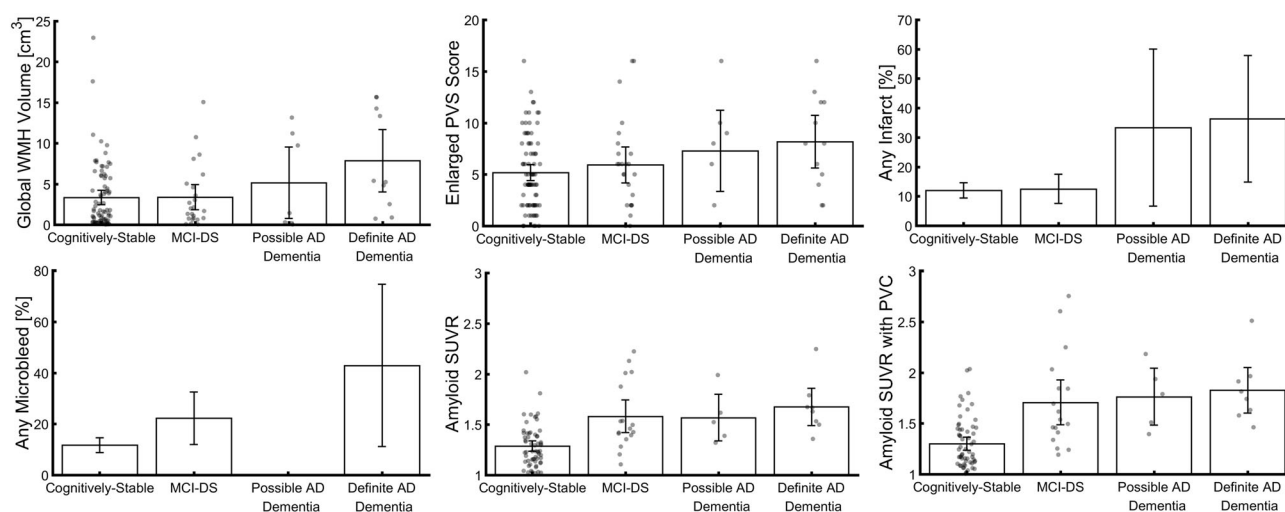 Global WMH Volume [cm³]
25
20
15
10
5
0
Cognitively-Stable MCI-DS Possible AD Definite AD
Dementia Dementia
Enlarged PVS Score
20
15
10
5
0
Cognitively-Stable MCI-DS Possible AD Definite AD
Dementia Dementia
Any Infarct [%]
70
60
50
40
30
20
10
0
Cognitively-Stable MCI-DS Possible AD Definite AD
Dementia Dementia
Any Microbleed [%]
80
60
40
20
0
Cognitively-Stable MCI-DS Possible AD Definite AD
Dementia Dementia
Amyloid SUVR
3
2.5
2
1.5
1
Cognitively-Stable MCI-DS Possible AD Definite AD
Dementia Dementia
Amyloid SUVR with PVC
3
2.5
2
1.5
1
Cognitively-Stable MCI-DS Possible AD Definite AD
Dementia Dementia